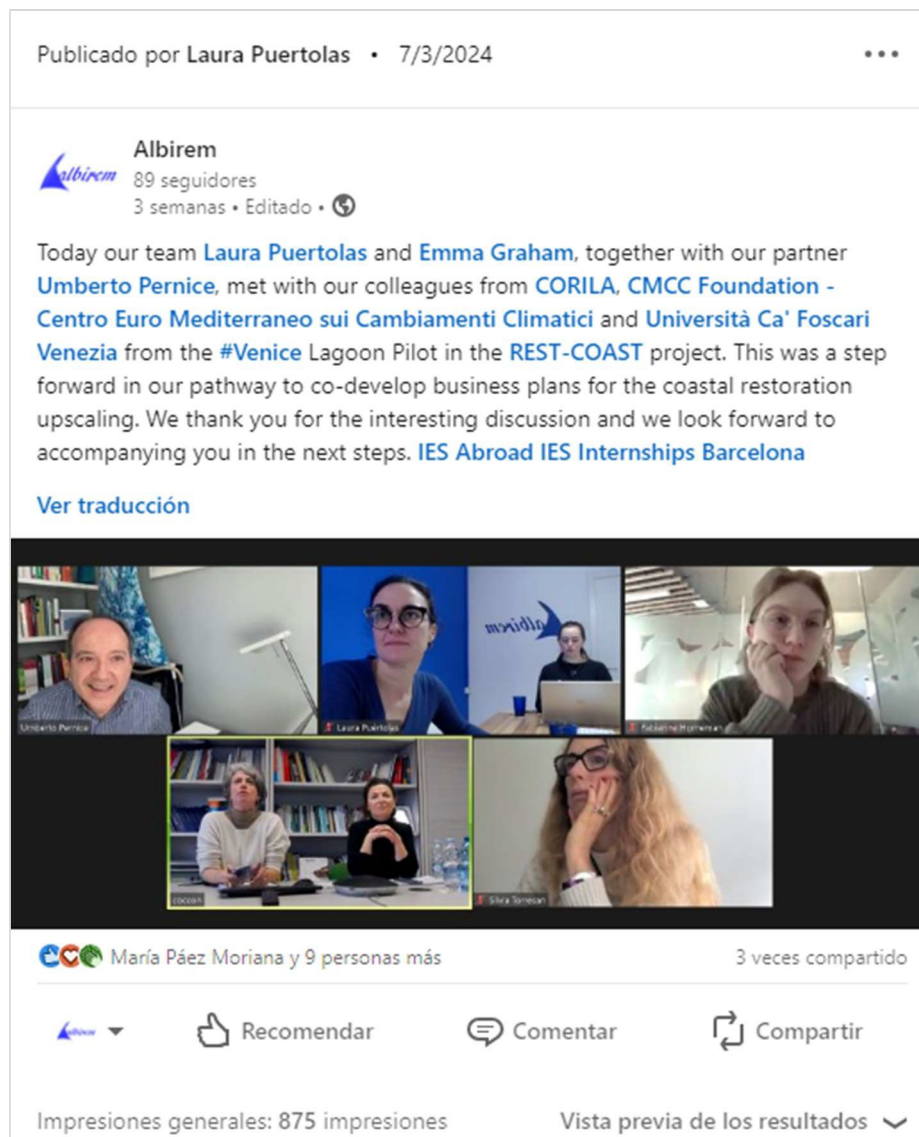 Publicado por Laura Puertolas • 7/3/2024
albirem
Albirem
89 seguidores
3 semanas • Editado •
Today our team Laura Puertolas and Emma Graham, together with our partner
Umberto Pernice, met with our colleagues from CORILA, CMCC Foundation -
Centro Euro Mediterraneo sui Cambiamenti Climatici and Università Ca' Foscari
Venezia from the #Venice Lagoon Pilot in the REST-COAST project. This was a step
forward in our pathway to co-develop business plans for the coastal restoration
upscaling. We thank you for the interesting discussion and we look forward to
accompanying you in the next steps. IES Abroad IES Internships Barcelona
Ver traducción
albirem
Umberto Pernice
Laura Puértolas
Silvia Torresan
María Páez Moriana y 9 personas más
3 veces compartido
albirem
Recomendar
Comentar
Compartir
Impresiones generales: 875 impresiones
Vista previa de los resultados